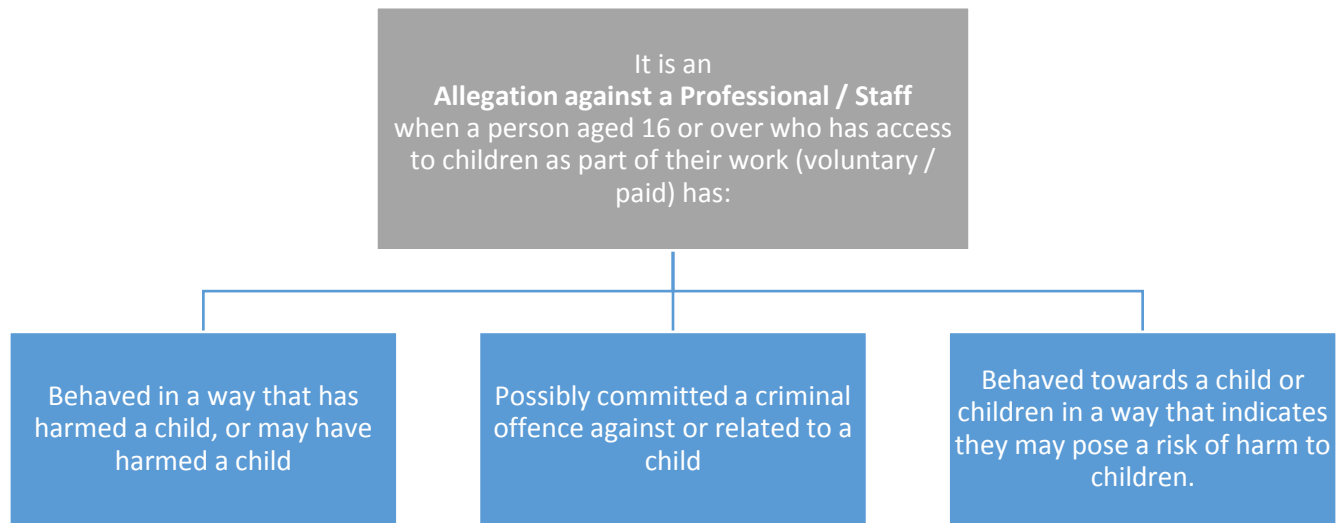 It is an
Allegation against a Professional / Staff
when a person aged 16 or over who has access
to children as part of their work (voluntary /
paid) has:
Behaved in a way that has
harmed a child, or may have
harmed a child
Possibly committed a criminal
offence against or related to a
child
Behaved towards a child or
children in a way that indicates
they may pose a risk of harm to
children.